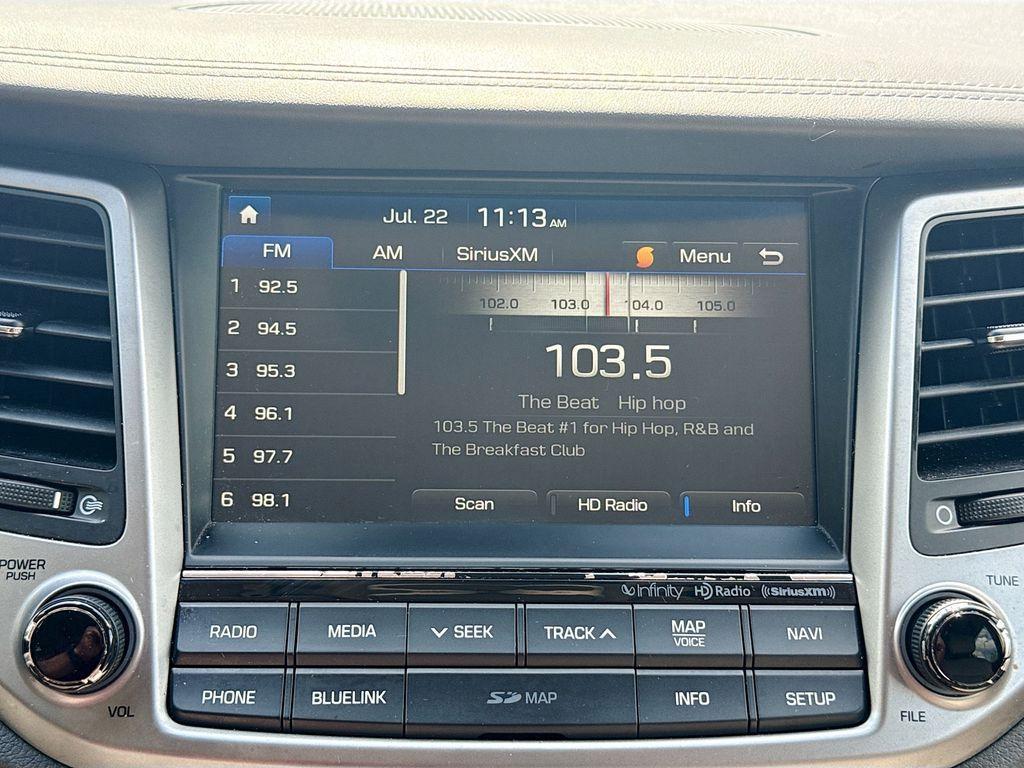 Jul. 22 11:13 AM
FM AM SiriusXM Menu
1 92.5
2 94.5
3 95.3
4 96.1
5 97.7
6 98.1
102.0 103.0 04.0 105.0
103.5
The Beat Hip hop
103.5 The Beat #1 for Hip Hop, R&B and
The Breakfast Club
Scan HD Radio Info
POWER
PUSH
VOL
infinity HD Radio ((SiriusXM))
TUNE
FILE
RADIO MEDIA SEEK TRACK MAP
VOICE NAVI
PHONE BLUELINK SD MAP INFO SETUP